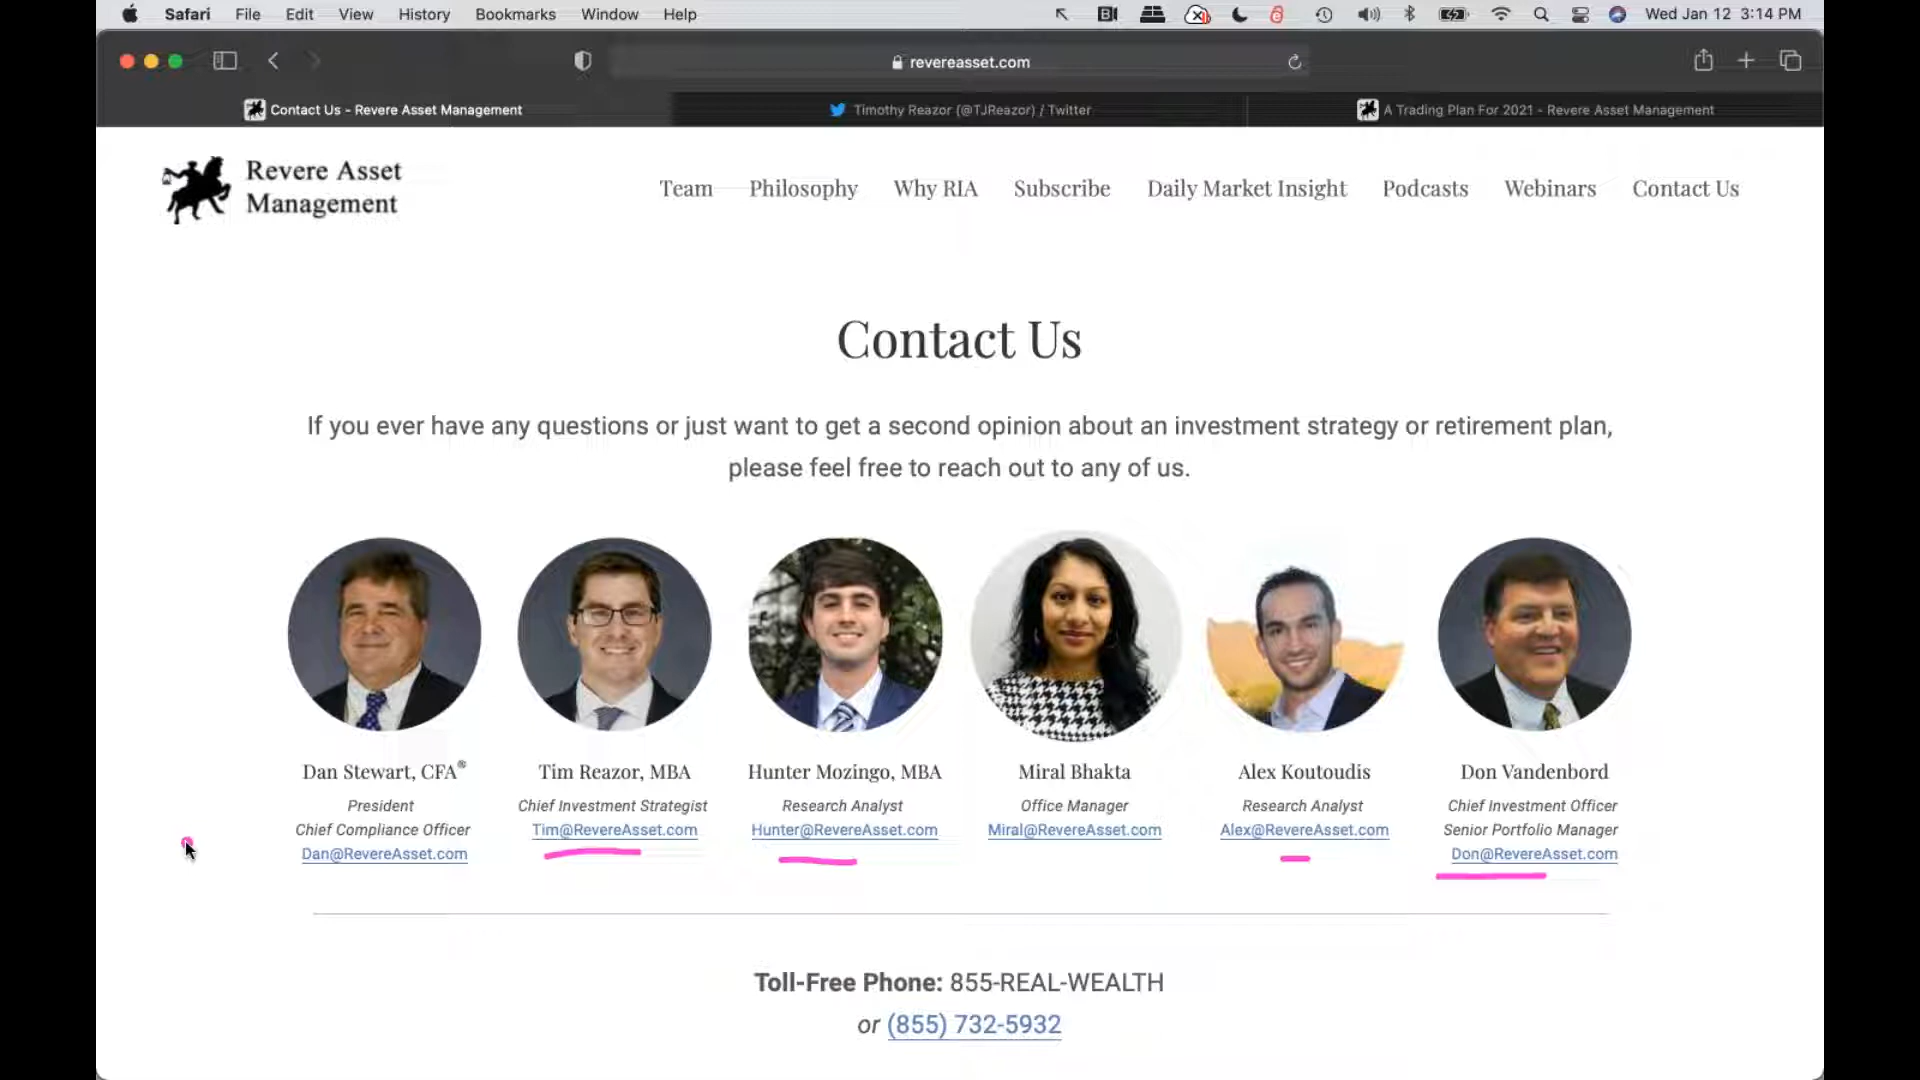 Safari File Edit View History Bookmarks Window Help Wed Jan 12 3:14 PM
revereasset.com
Contact Us – Revere Asset Management
Timothy Reazor (@TJReazor) / Twitter
A Trading Plan For 2021 - Revere Asset Management
Revere Asset
Management
Team Philosophy Why RIA Subscribe Daily Market Insight Podcasts Webinars Contact Us
Contact Us
If you ever have any questions or just want to get a second opinion about an investment strategy or retirement plan,
please feel free to reach out to any of us.
Dan Stewart, CFA®
President
Chief Compliance Officer
Dan@RevereAsset.com
Tim Reazor, MBA
Chief Investment Strategist
Tim@RevereAsset.com
Hunter Mozingo, MBA
Research Analyst
Hunter@RevereAsset.com
Miral Bhakta
Office Manager
Miral@RevereAsset.com
Alex Koutoudis
Research Analyst
Alex@RevereAsset.com
Don Vandenbord
Chief Investment Officer
Senior Portfolio Manager
Don@RevereAsset.com
Toll-Free Phone: 855-REAL-WEALTH
or (855) 732-5932